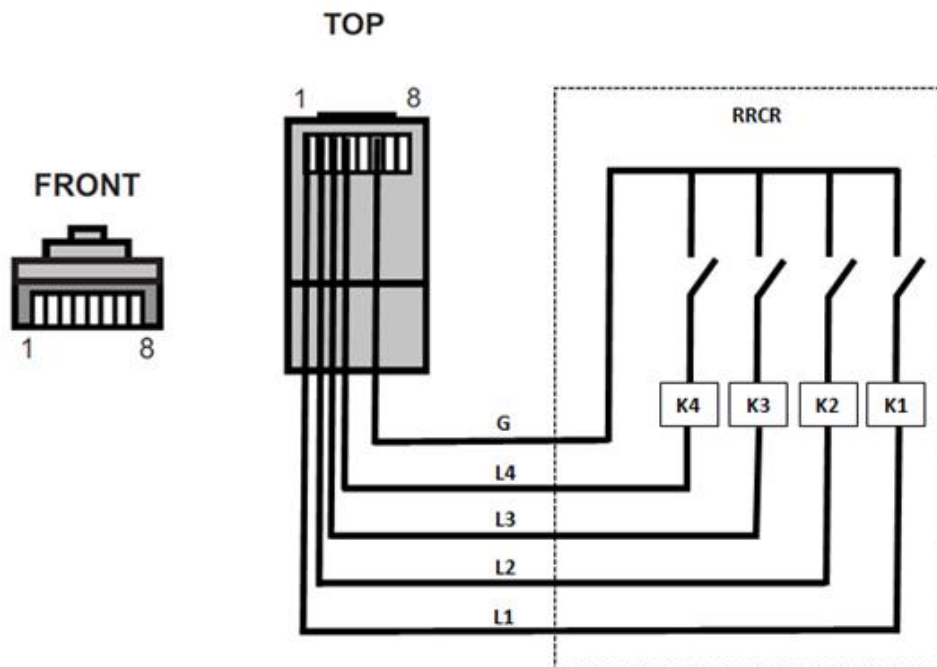 TOP
1 8
RRCR
FRONT
1 8
K4 K3 K2 K1
G
L4
L3
L2
L1